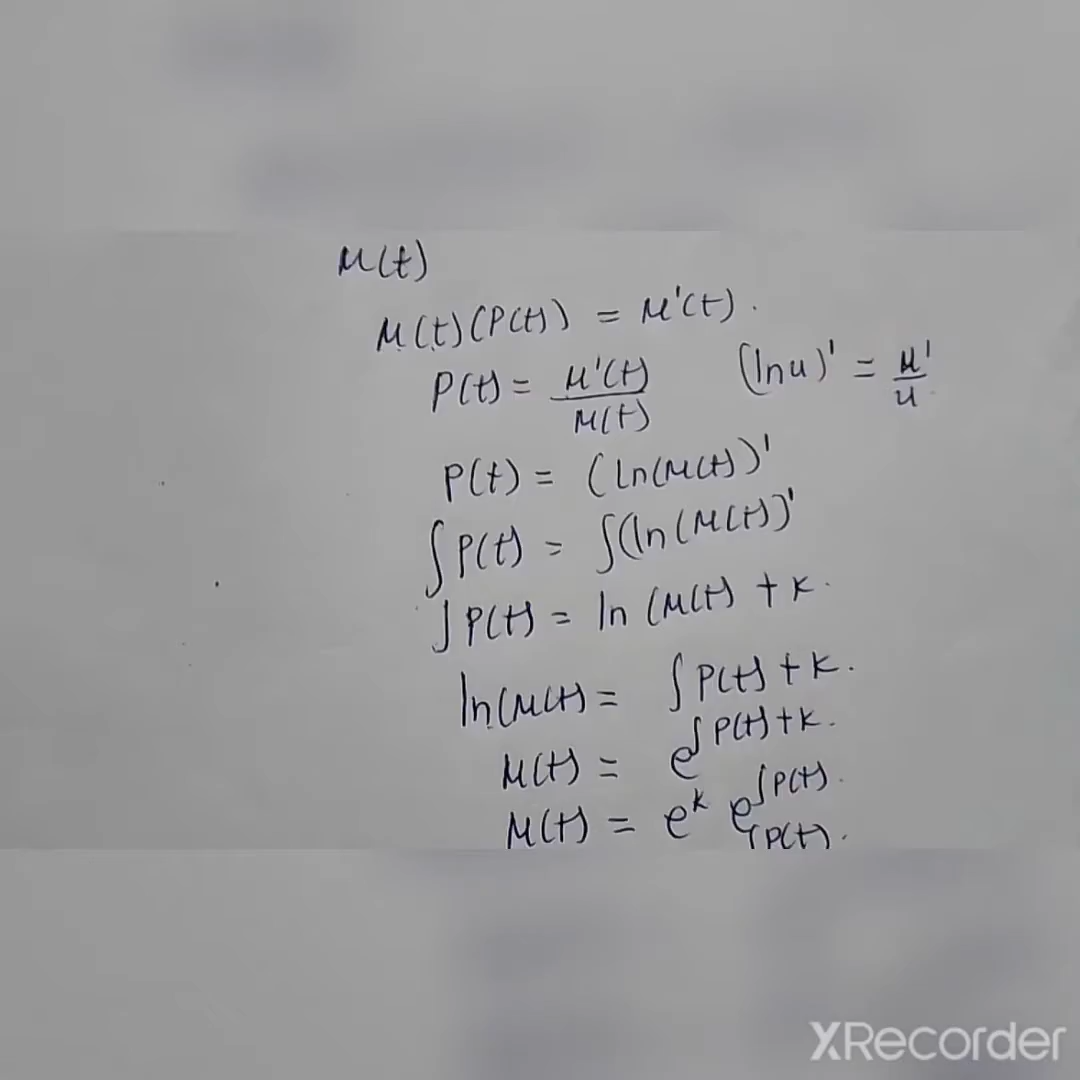 μ(t)
μ(t)(P(t)) = μ'(t).
P(t) = μ'(t)/μ(t) (ln u)' = μ'/u
P(t) = (ln(μ(t))'
∫P(t) = ∫(ln(μ(t))'
∫P(t) = ln (μ(t) + k.
ln(μ(t) = ∫P(t) + k.
μ(t) = e^∫P(t)+k.
μ(t) = e^k e^∫P(t).
∫P(t).
XRecorder